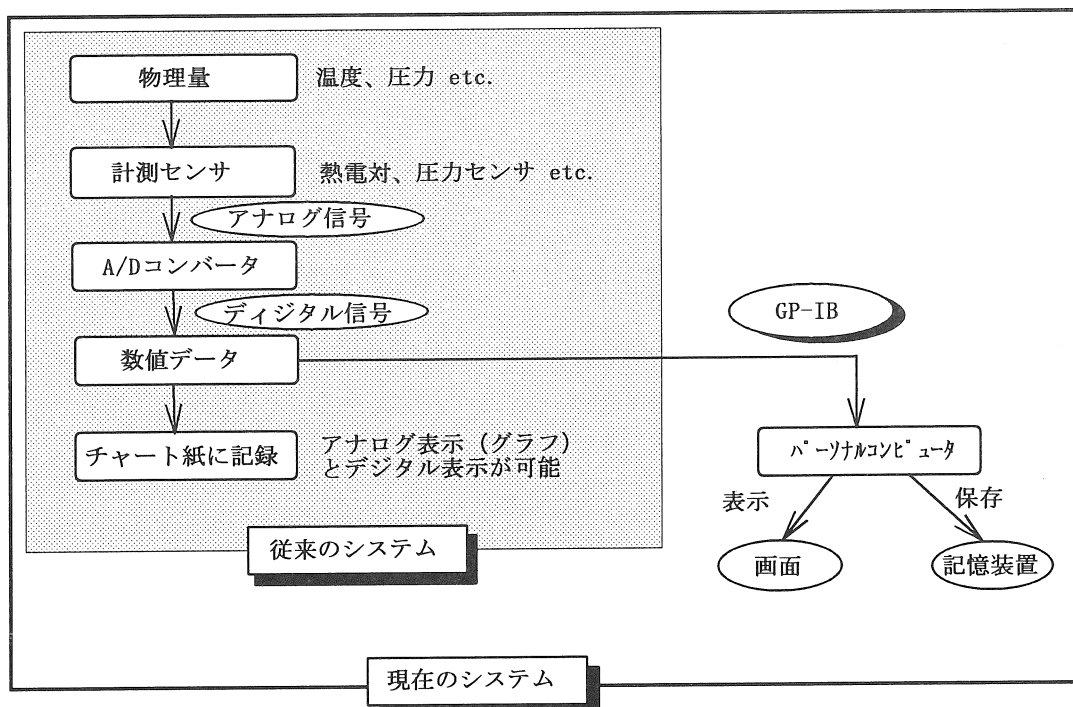 物理量
温度、圧力 etc.
計測センサ
熱電対、圧力センサ etc.
アナログ信号
A/Dコンバータ
ディジタル信号
GP-IB
数値データ
チャート紙に記録
アナログ表示（グラフ）
とデジタル表示が可能
パーソナルコンピュータ
表示
保存
画面
記憶装置
従来のシステム
現在のシステム